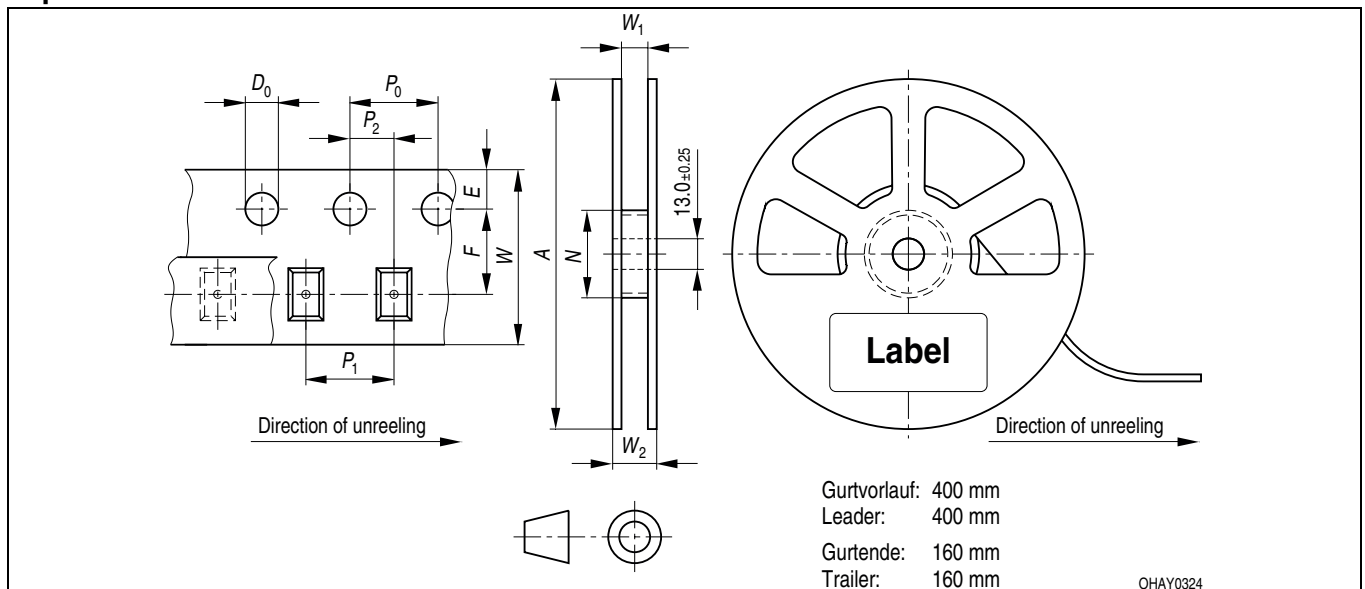 W1
D0
P0
P2
E
F
W
A
N
13.0±0.25
P1
Label
Direction of unreeling
W2
Direction of unreeling
Gurtvorlauf: 400 mm
Leader: 400 mm
Gurtende: 160 mm
Trailer: 160 mm
OHAY0324